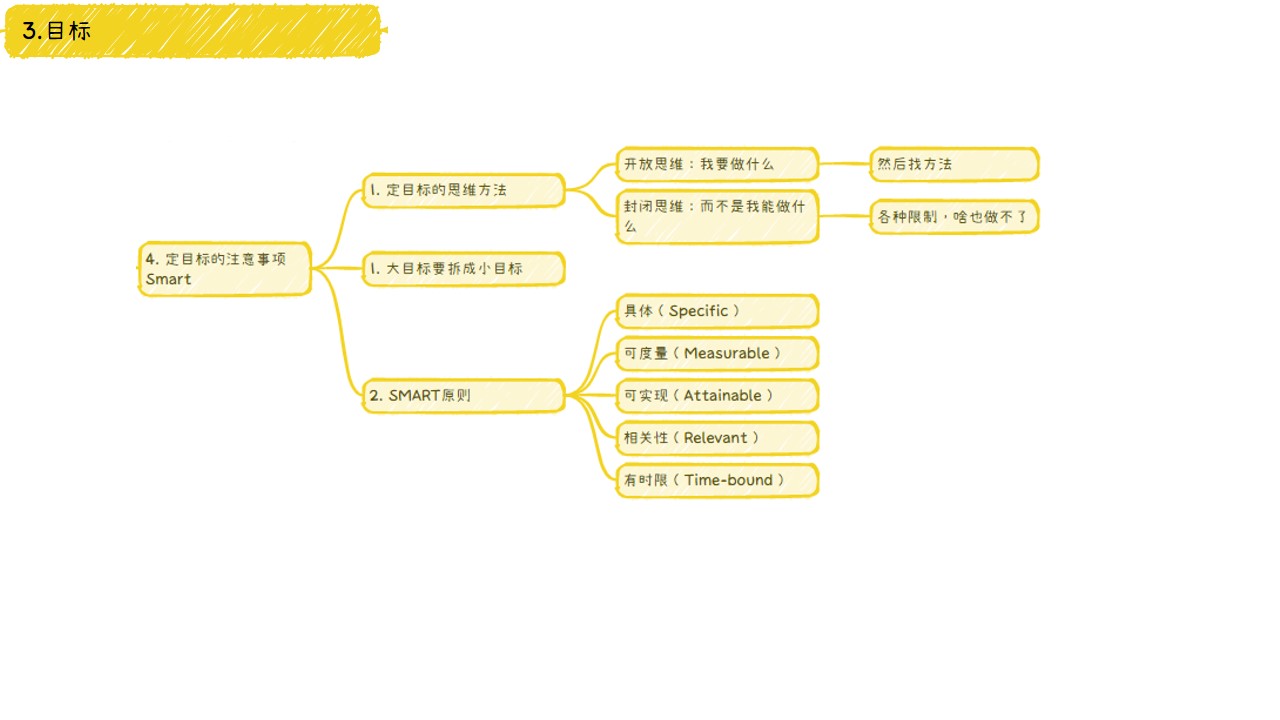 3.目标
4. 定目标的注意事项
Smart
1. 定目标的思维方法
开放思维：我要做什么
然后找方法
封闭思维：而不是我能做什
么
各种限制，啥也做不了
1. 大目标要拆成小目标
2. SMART原则
具体（Specific）
可度量（Measurable）
可实现（Attainable）
相关性（Relevant）
有时限（Time-bound）